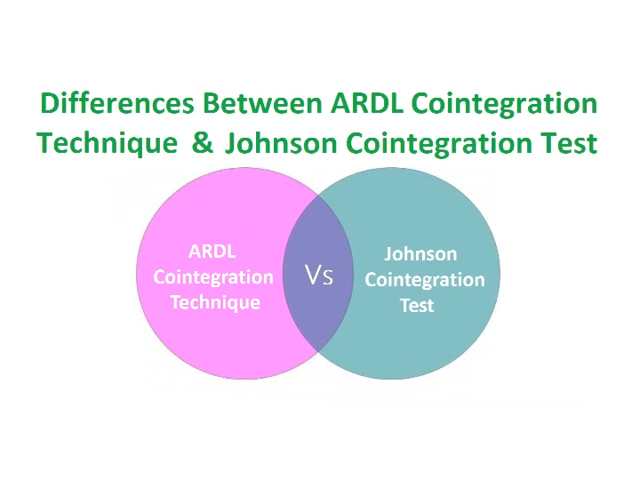 Differences Between ARDL Cointegration
Technique & Johnson Cointegration Test
ARDL
Cointegration
Technique
Vs
Johnson
Cointegration
Test